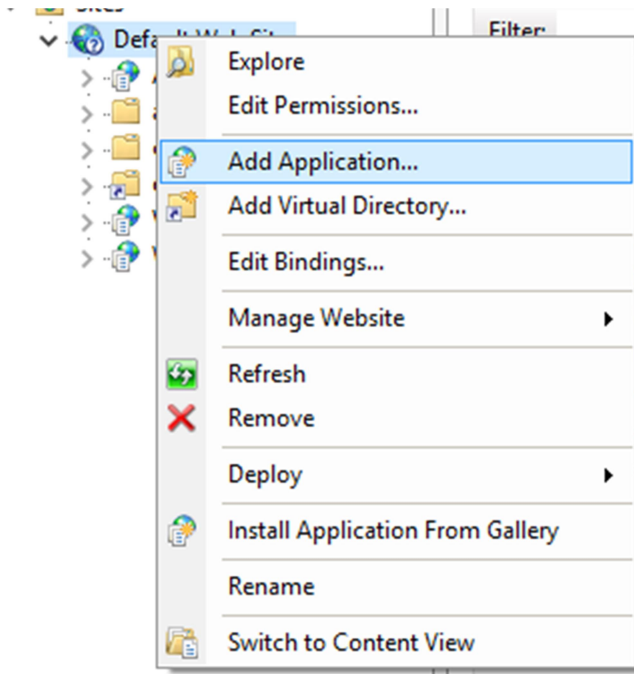 Sites
Filter:
Explore
Edit Permissions...
Add Application...
Add Virtual Directory...
Edit Bindings...
Manage Website
Refresh
Remove
Deploy
Install Application From Gallery
Rename
Switch to Content View